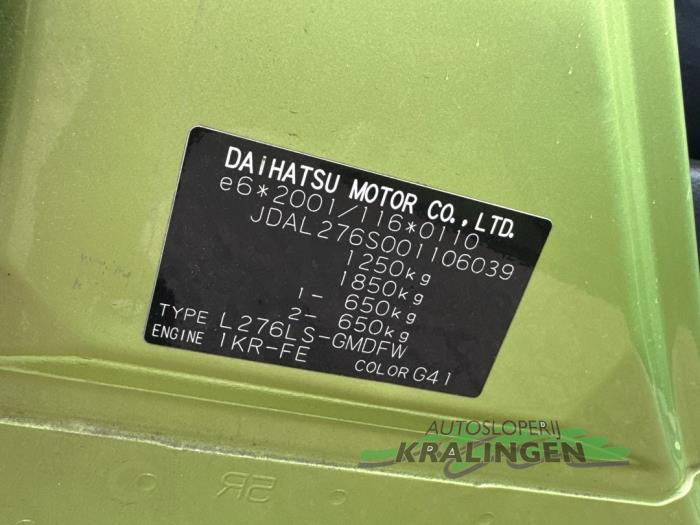 DAiHATSU MOTOR CO., LTD.
e6*2001/116*0110
JDAL276S001106039
1250kg
1850kg
1- 650kg
2- 650kg
TYPE L276LS-GMDFW
ENGINE 1KR-FE
COLOR G41
AUTOSLOPERIJ
KRALINGEN
5R